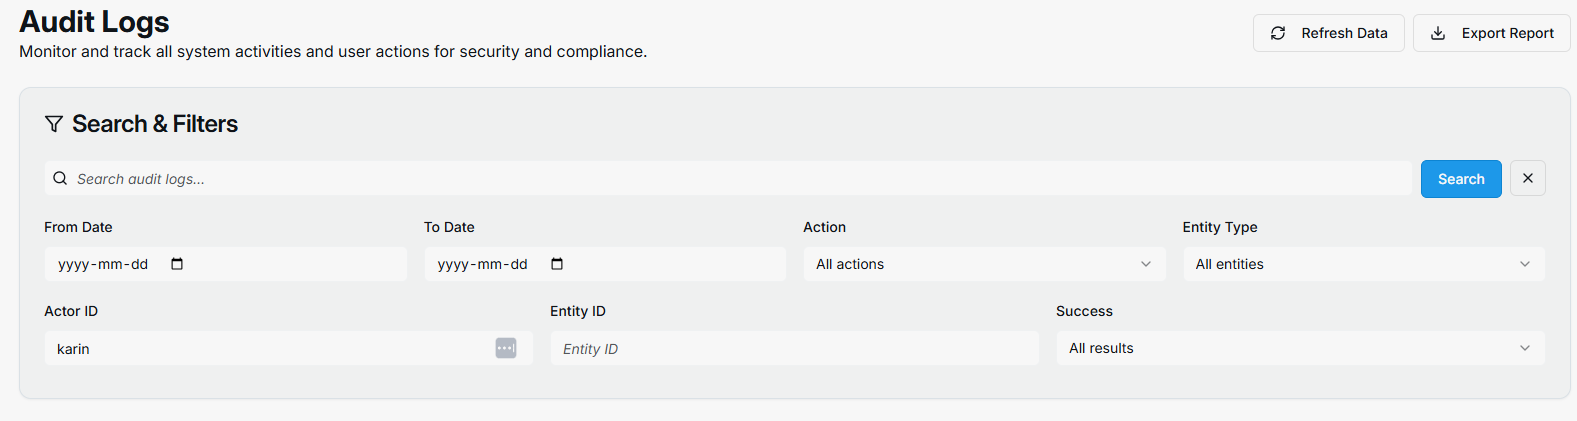 Audit Logs
Monitor and track all system activities and user actions for security and compliance.
Refresh Data
Export Report
Search & Filters
Search audit logs...
Search
From Date
To Date
Action
Entity Type
yyyy-mm-dd
yyyy-mm-dd
All actions
All entities
Actor ID
Entity ID
Success
karin
Entity ID
All results